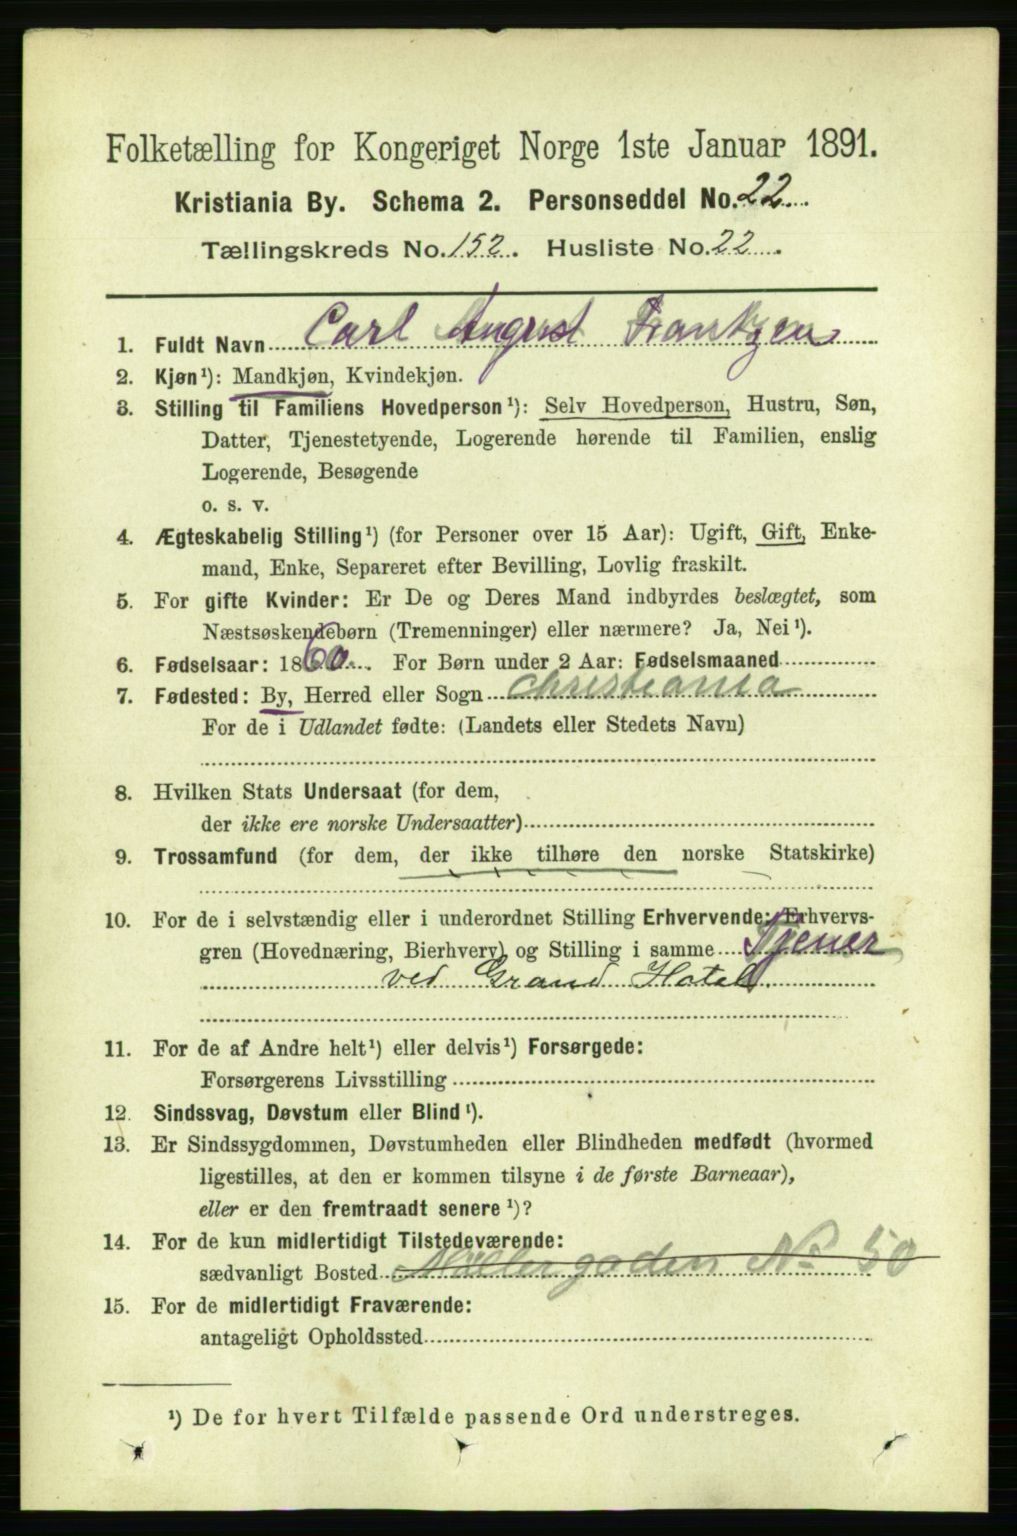 Folketælling for Kongeriget Norge 1ste Januar 1891.
Kristiania By. Schema 2. Personseddel No. 22.
Tællingskreds No. 152. Husliste No. 22.
1. Fuldt Navn Carl August Frantzen
2. Kjøn¹): Mandkjøn, Kvindekjøn.
3. Stilling til Familiens Hovedperson¹): Selv Hovedperson, Hustru, Søn,
Datter, Tjenestetyende, Logerende hørende til Familien, enslig
Logerende, Besøgende
o. s. v.
4. Ægteskabelig Stilling¹) (for Personer over 15 Aar): Ugift, Gift, Enke-
mand, Enke, Separeret efter Bevilling, Lovlig fraskilt.
5. For gifte Kvinder: Er De og Deres Mand indbyrdes beslægtet, som
Næstsøskendebørn (Tremenninger) eller nærmere? Ja, Nei¹).
6. Fødselsaar: 1860. For Børn under 2 Aar: Fødselsmaaned
7. Fødested: By, Herred eller Sogn Christiania
For de i Udlandet fødte: (Landets eller Stedets Navn)
8. Hvilken Stats Undersaat (for dem,
der ikke ere norske Undersaatter)
9. Trossamfund (for dem, der ikke tilhøre den norske Statskirke)
10. For de i selvstændig eller i underordnet Stilling Erhvervende: Erhvervs-
gren (Hovednæring, Bierhverv) og Stilling i samme Tjener
ved Grand Hotel.
11. For de af Andre helt¹) eller delvis¹) Forsørgede:
Forsørgerens Livsstilling
12. Sindssvag, Døvstum eller Blind¹).
13. Er Sindssygdommen, Døvstumheden eller Blindheden medfødt (hvormed
ligestilles, at den er kommen tilsyne i de første Barneaar),
eller er den fremtraadt senere¹)?
14. For de kun midlertidigt Tilstedeværende:
sædvanligt Bosted Møllergaden No 50
15. For de midlertidigt Fraværende:
antageligt Opholdssted
¹) De for hvert Tilfælde passende Ord understreges.